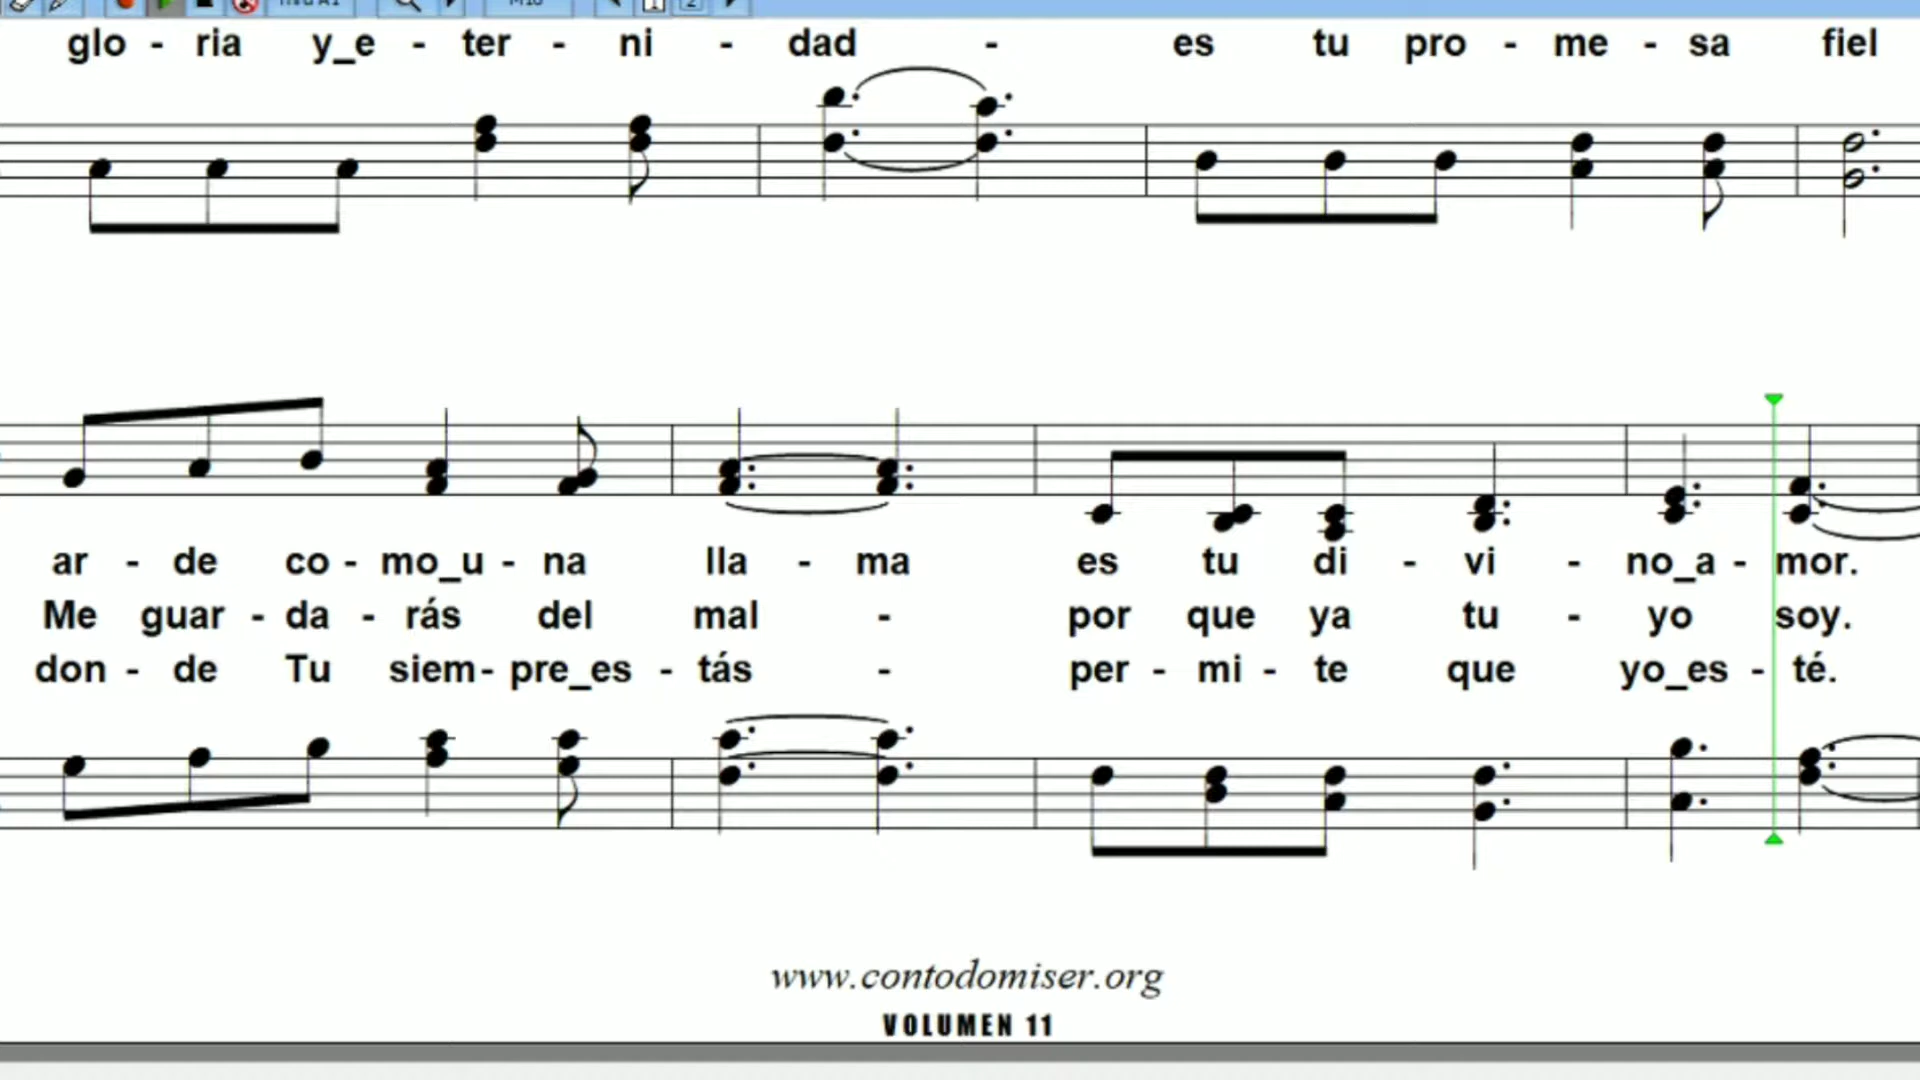 glo - ria y_e - ter - ni - dad - es tu pro - me - sa fiel
ar - de co - mo_u - na lla - ma es tu di - vi - no_a - mor.
Me guar - da - rás del mal - por que ya tu - yo soy.
don - de Tu siem - pre_es - tás - per - mi - te que yo_es - té.
www.contodomiser.org
VOLUMEN 11